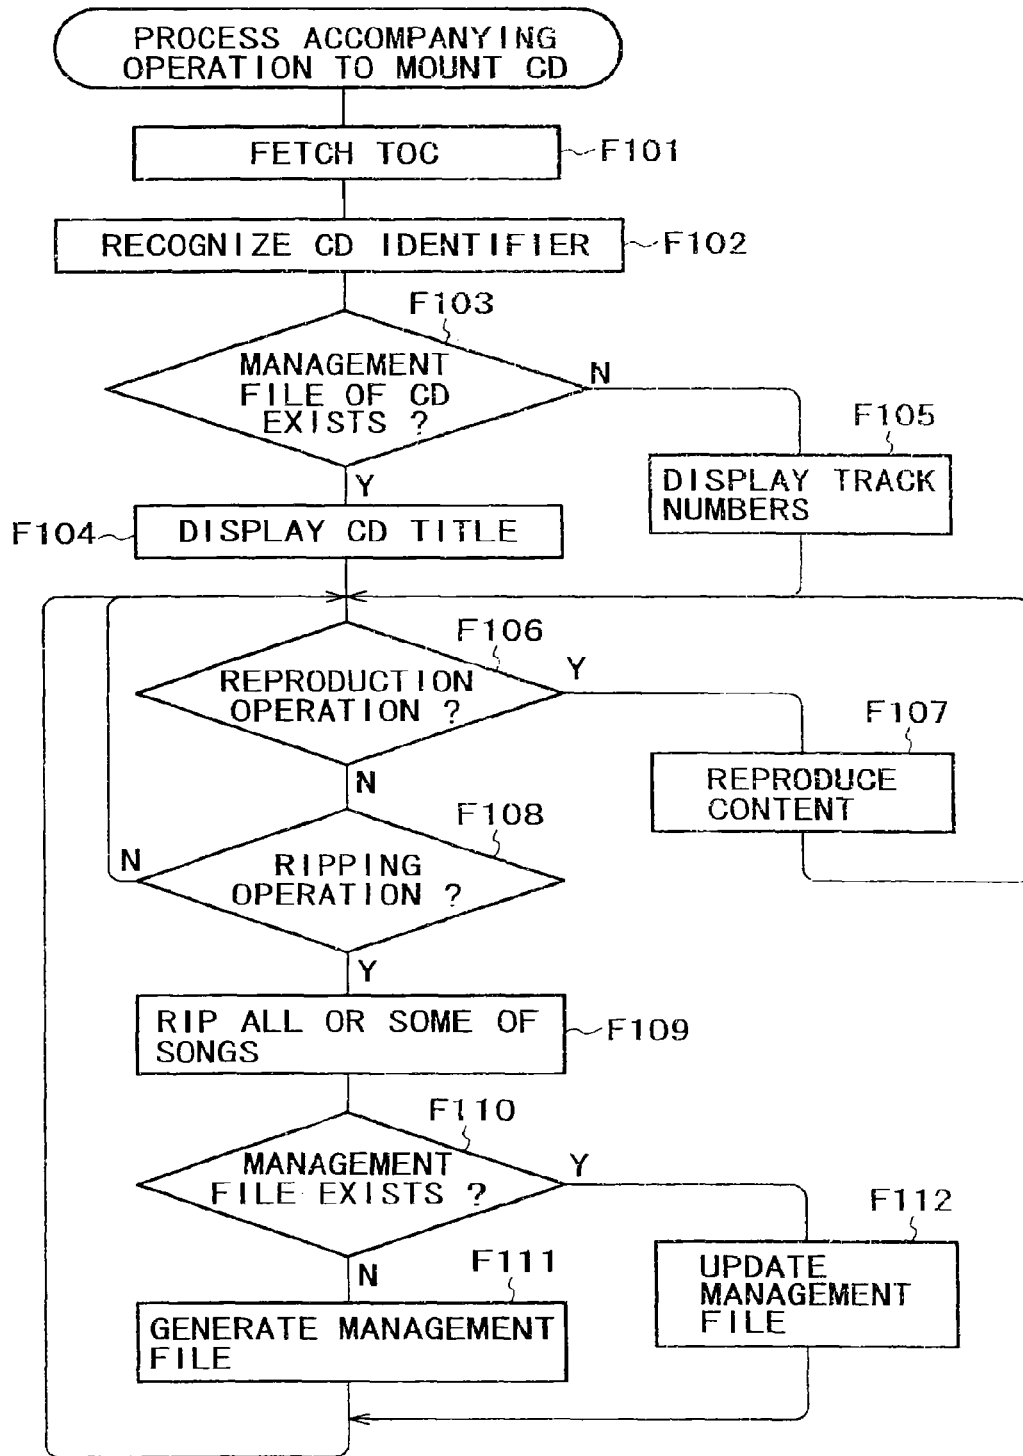 PROCESS ACCOMPANYING
OPERATION TO MOUNT CD
FETCH TOC
F101
RECOGNIZE CD IDENTIFIER
F102
F103
MANAGEMENT
FILE OF CD
EXISTS ?
N
Y
F105
DISPLAY TRACK
NUMBERS
F104
DISPLAY CD TITLE
F106
REPRODUCTION
OPERATION ?
Y
N
F107
REPRODUCE
CONTENT
F108
RIPPING
OPERATION ?
N
Y
RIP ALL OR SOME OF
SONGS
F109
F110
MANAGEMENT
FILE EXISTS ?
Y
N
F112
UPDATE
MANAGEMENT
FILE
F111
GENERATE MANAGEMENT
FILE